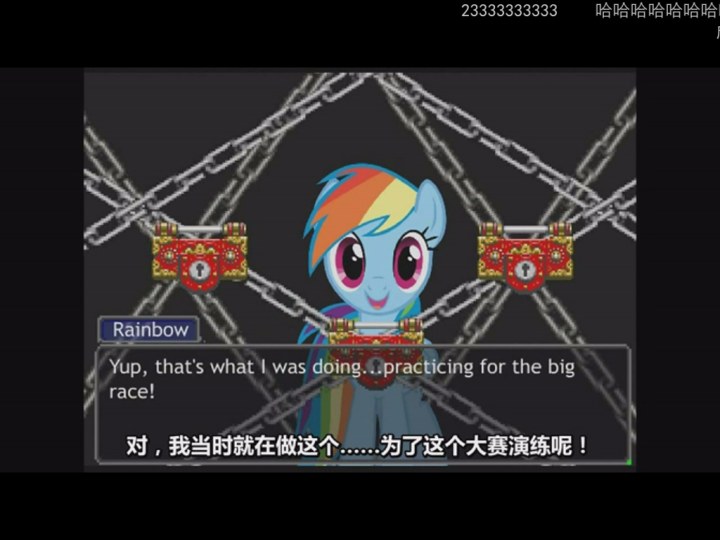 23333333333 哈哈哈哈哈哈哈
Rainbow
Yup, that's what I was doing...practicing for the big
race!
对，我当时就在做这个......为了这个大赛演练呢！